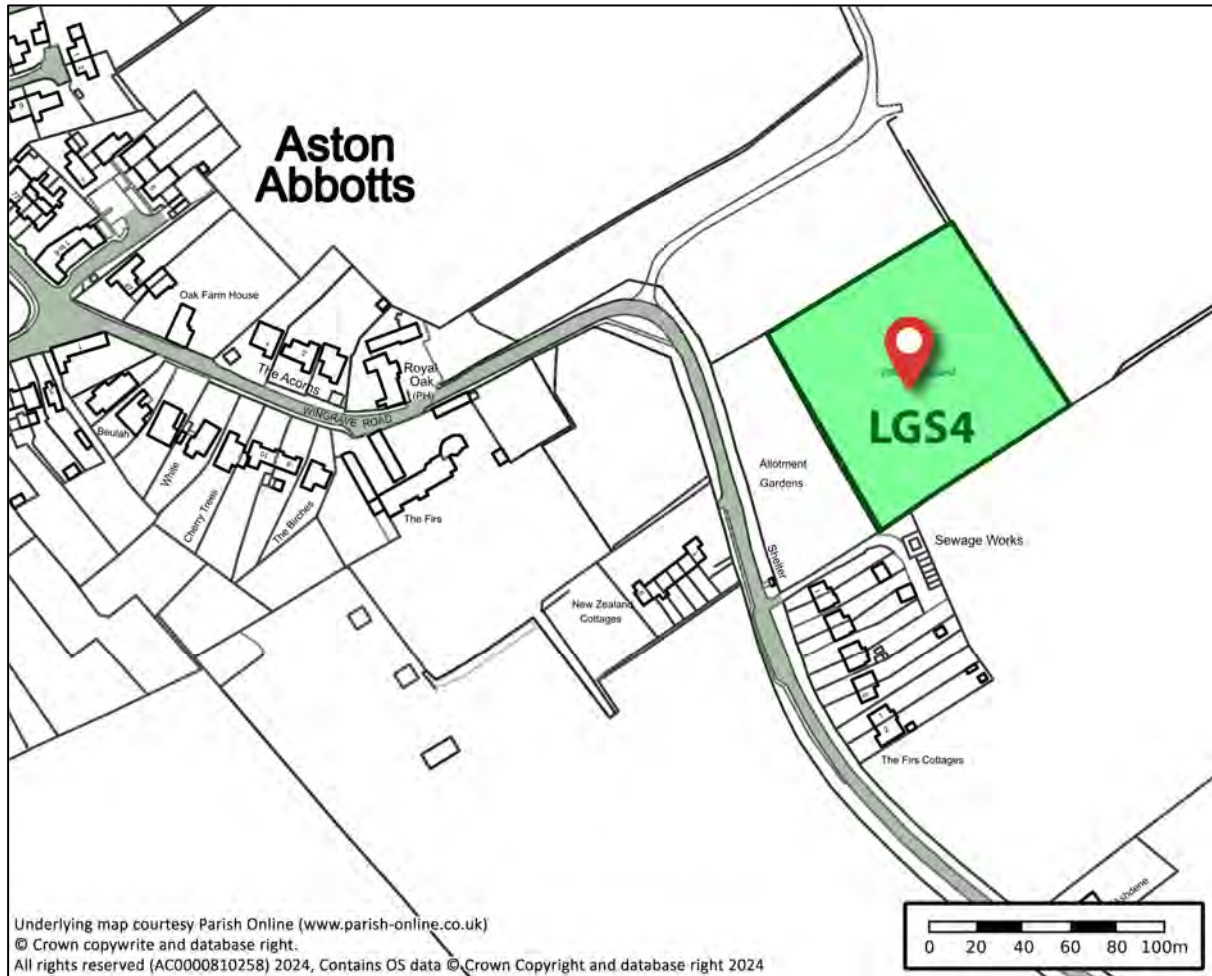 Aston
Abbotts
Oak Farm House
The Acorns
Royal
Oak
(PH)
WINGRAVE ROAD
Beulah
White
Cherry Trees
The Birches
The Firs
LGS4
Allotment
Gardens
Shelter
Sewage Works
New Zealand
Cottages
The Firs Cottages
Ashdene
Underlying map courtesy Parish Online (www.parish-online.co.uk)
© Crown copywrite and database right.
All rights reserved (AC0000810258) 2024, Contains OS data © Crown Copyright and database right 2024
0 20 40 60 80 100m